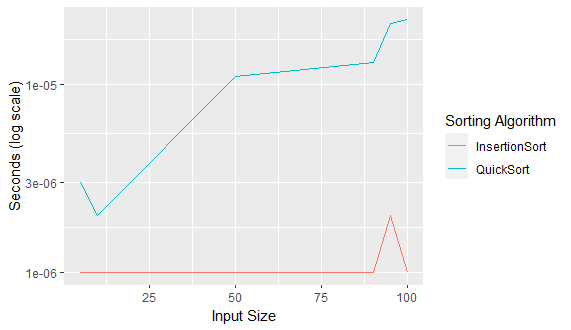 Seconds (log scale)
1e-05
3e-06
1e-06
25 50 75 100
Input Size
Sorting Algorithm
InsertionSort
QuickSort